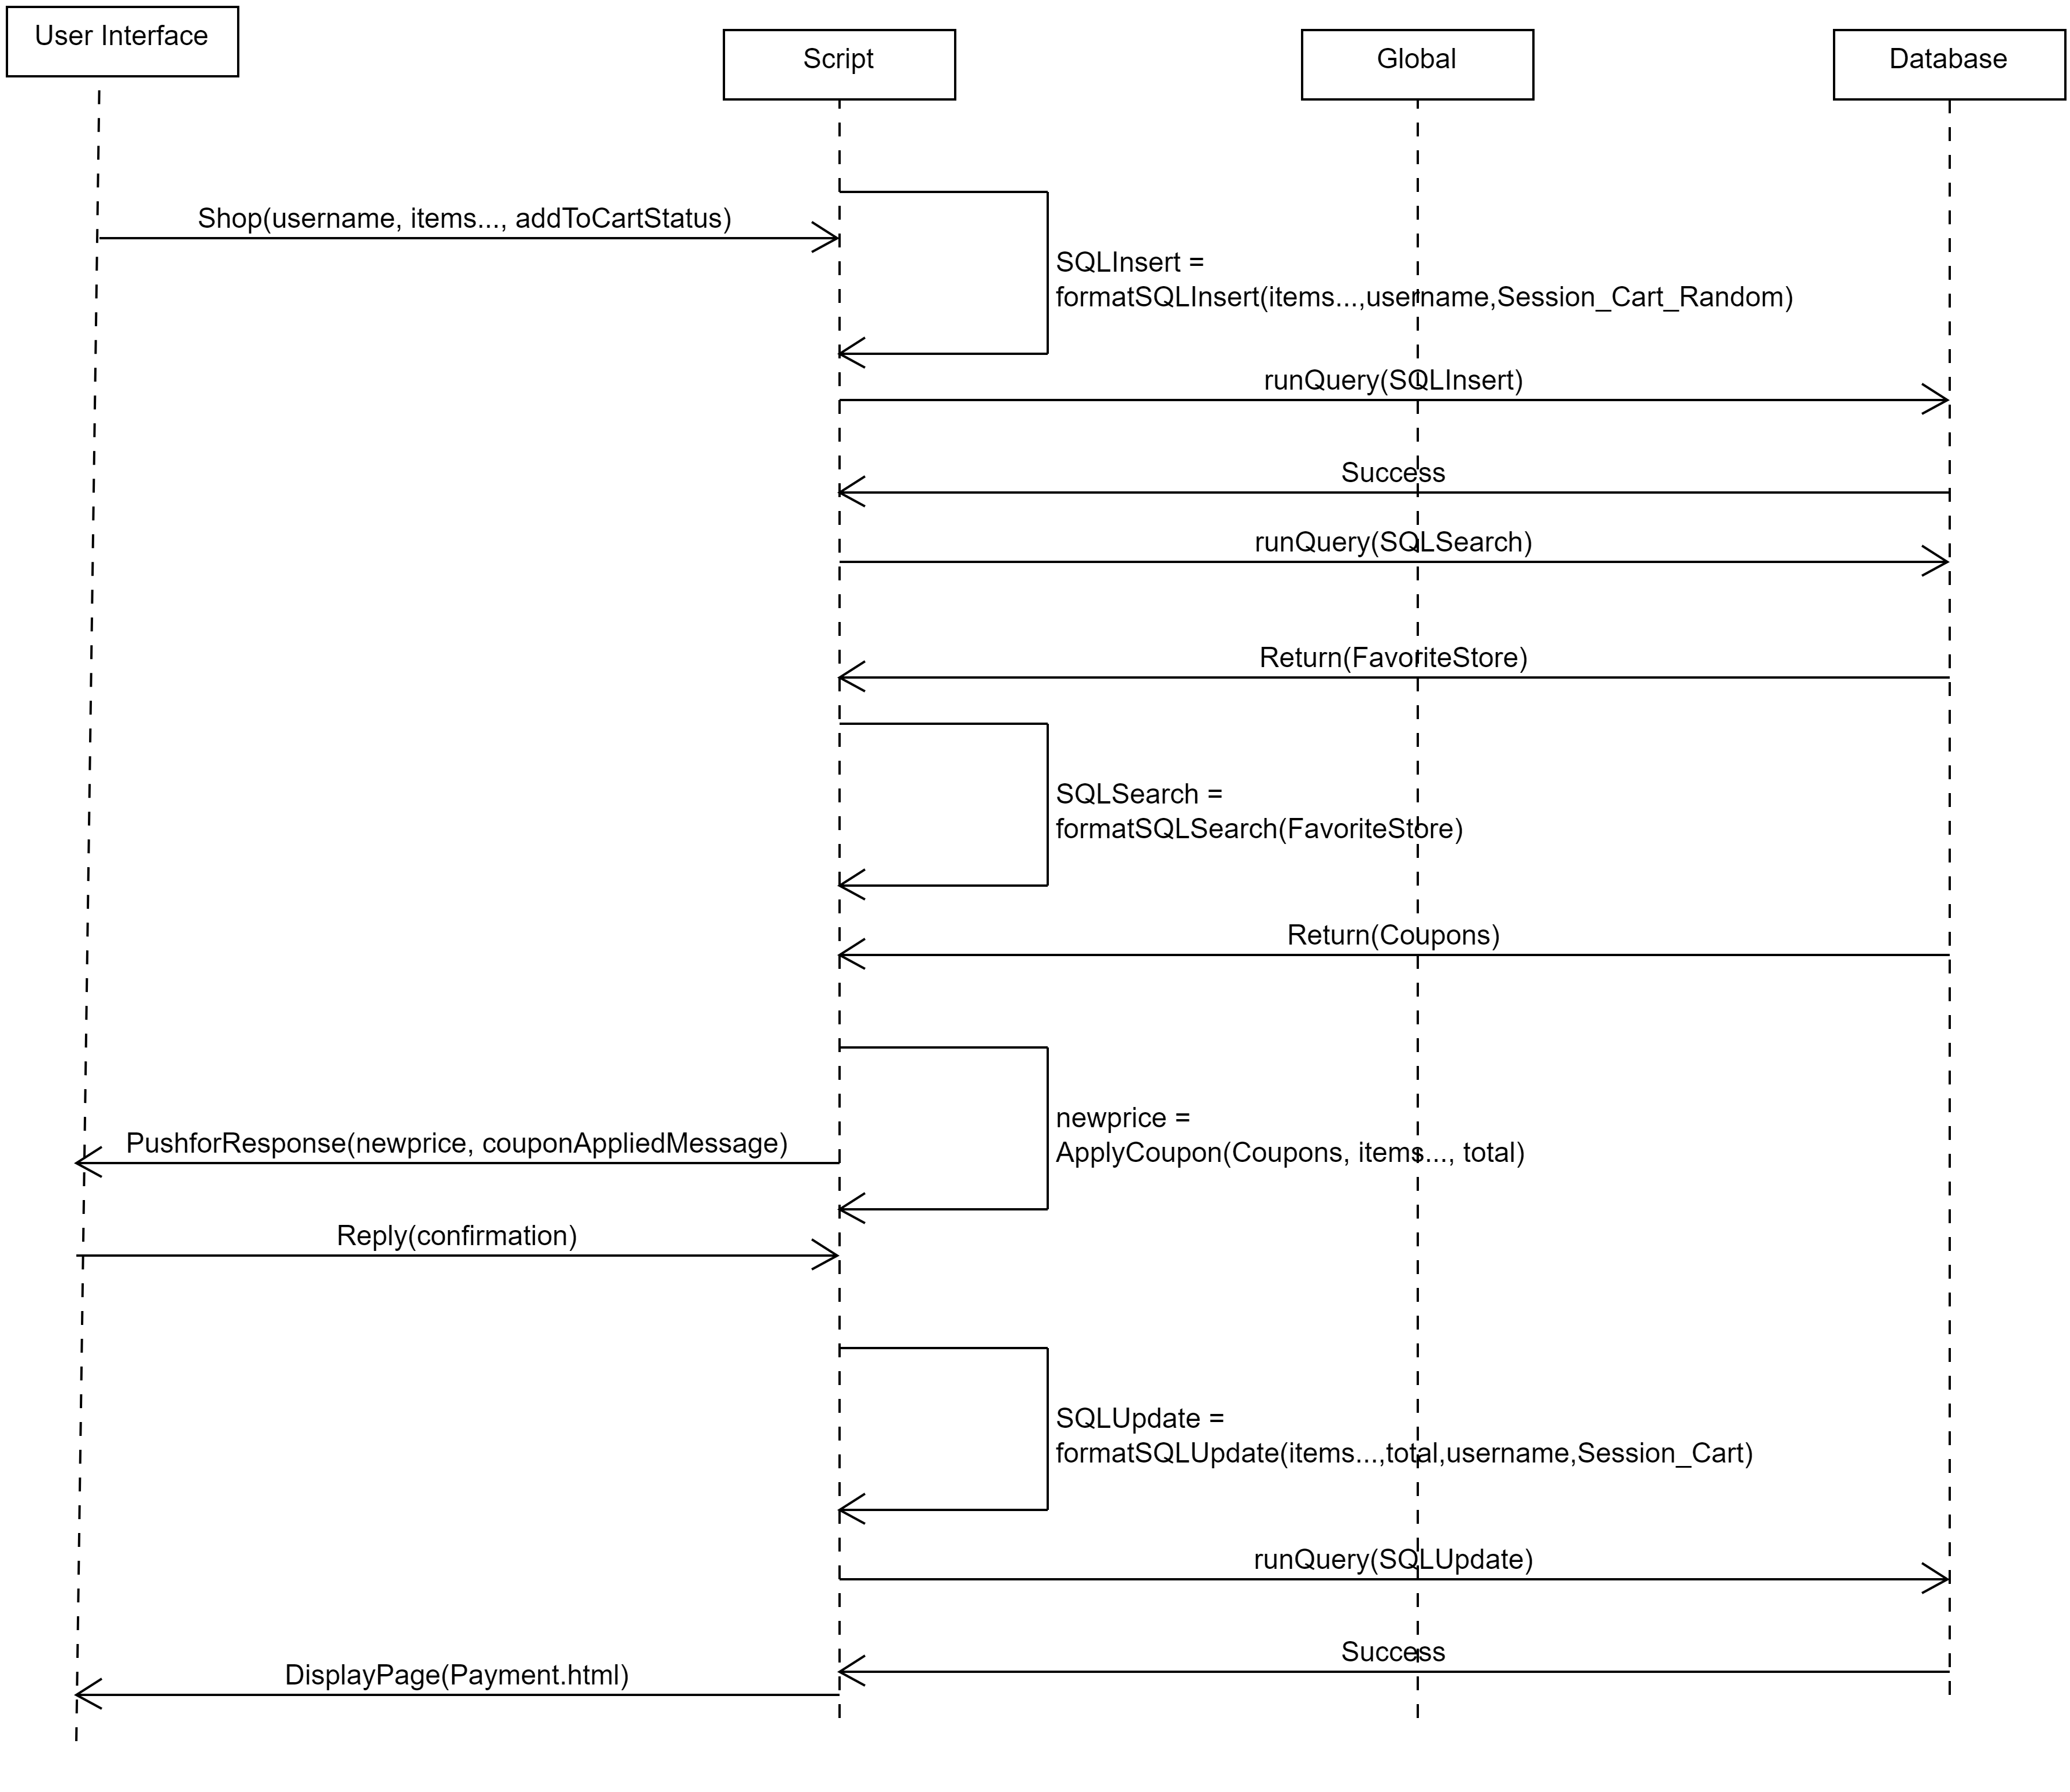 User Interface
Script
Global
Database
Shop(username, items..., addToCartStatus)
SQLInsert =
formatSQLInsert(items...,username,Session_Cart_Random)
runQuery(SQLInsert)
Success
runQuery(SQLSearch)
Return(FavoriteStore)
SQLSearch =
formatSQLSearch(FavoriteStore)
Return(Coupons)
newprice =
ApplyCoupon(Coupons, items..., total)
PushforResponse(newprice, couponAppliedMessage)
Reply(confirmation)
SQLUpdate =
formatSQLUpdate(items...,total,username,Session_Cart)
runQuery(SQLUpdate)
Success
DisplayPage(Payment.html)